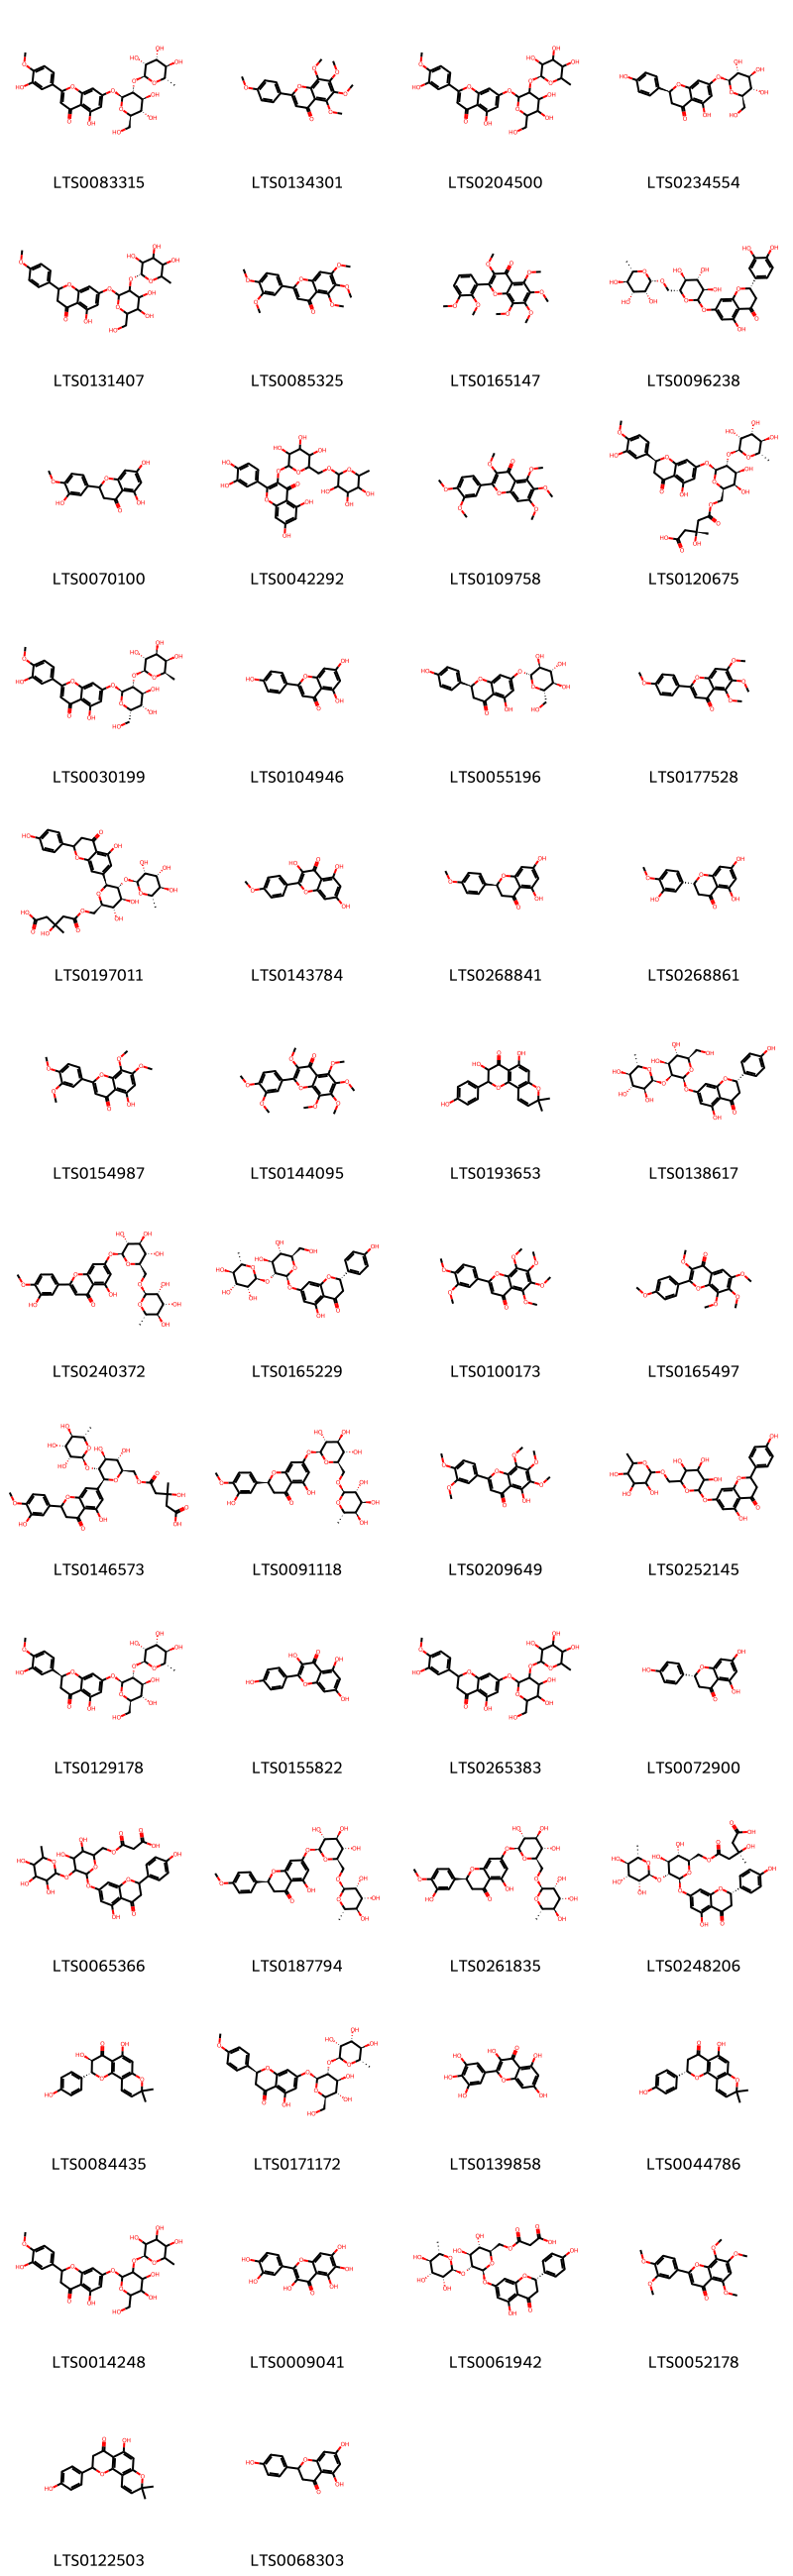 LTS0083315 LTS0134301 LTS0204500 LTS0234554
LTS0131407 LTS0085325 LTS0165147 LTS0096238
LTS0070100 LTS0042292 LTS0109758 LTS0120675
LTS0030199 LTS0104946 LTS0055196 LTS0177528
LTS0197011 LTS0143784 LTS0268841 LTS0268861
LTS0154987 LTS0144095 LTS0193653 LTS0138617
LTS0240372 LTS0165229 LTS0100173 LTS0165497
LTS0146573 LTS0091118 LTS0209649 LTS0252145
LTS0129178 LTS0155822 LTS0265383 LTS0072900
LTS0065366 LTS0187794 LTS0261835 LTS0248206
LTS0084435 LTS0171172 LTS0139858 LTS0044786
LTS0014248 LTS0009041 LTS0061942 LTS0052178
LTS0122503 LTS0068303